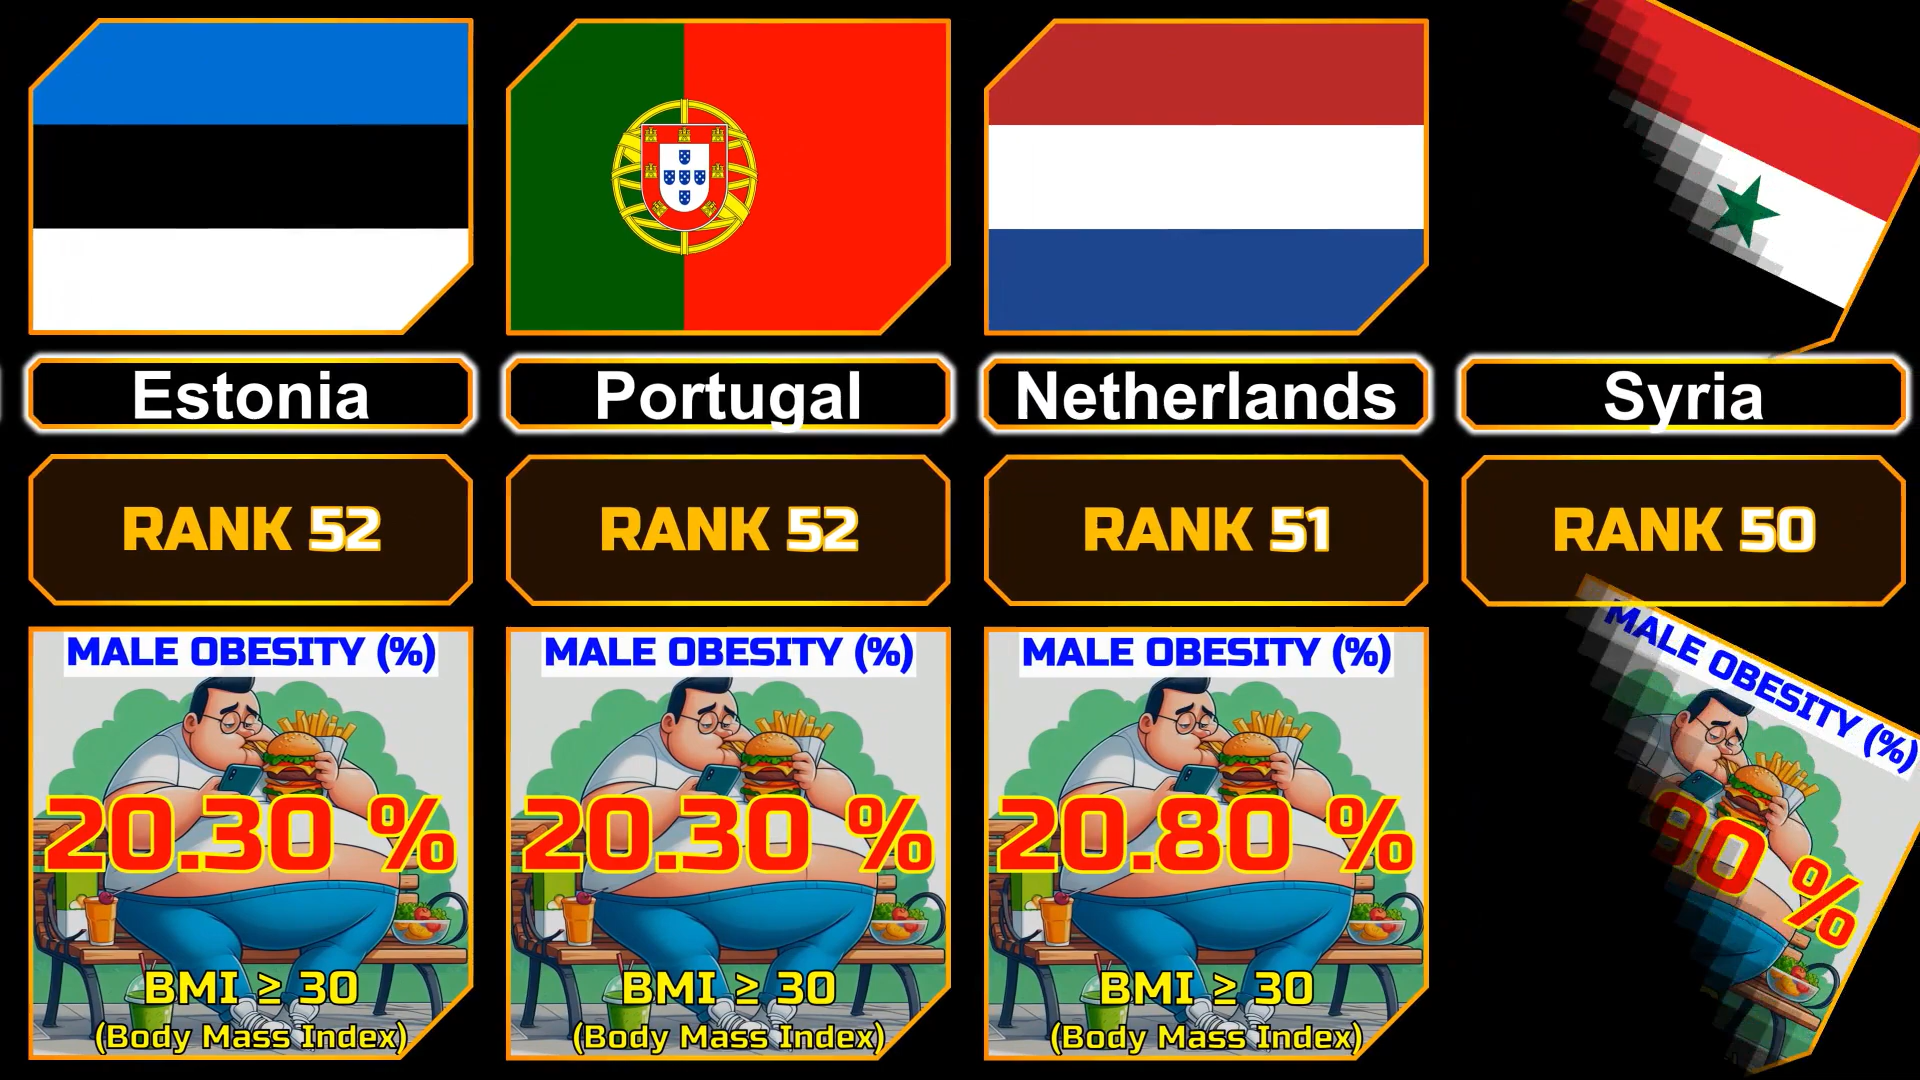 Estonia
RANK 52
MALE OBESITY (%)
20.30 %
BMI ≥ 30
(Body Mass Index)
Portugal
RANK 52
MALE OBESITY (%)
20.30 %
BMI ≥ 30
(Body Mass Index)
Netherlands
RANK 51
MALE OBESITY (%)
20.80 %
BMI ≥ 30
(Body Mass Index)
Syria
RANK 50
MALE OBESITY (%)
90 %